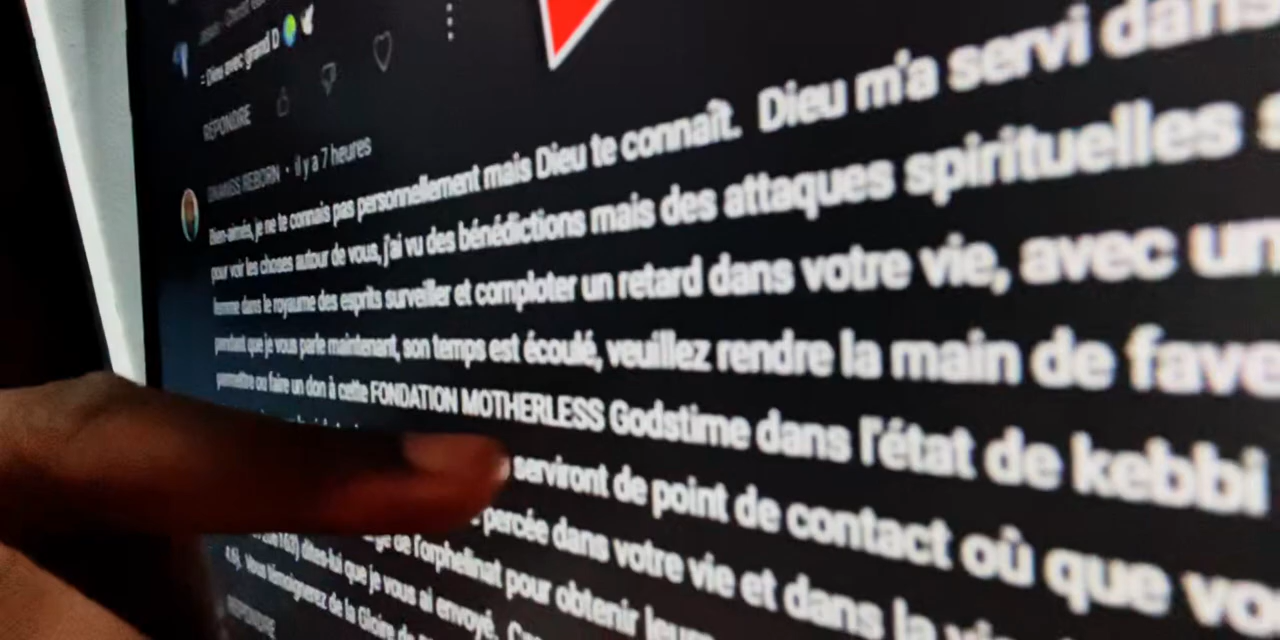 = Dieu avec grand D
RÉPONDRE
REBORN • il y a 7 heures
Bien-aimés, je ne te connais pas personnellement mais Dieu te connaît. Dieu m'a servi dans
pour voir les choses autour de vous, j'ai vu des bénédictions mais des attaques spirituelles
femme dans le royaume des esprits surveiller et comploter un retard dans votre vie, avec un
pendant que je vous parle maintenant, son temps est écoulé, veuillez rendre la main de
permettre ou faire un don à cette FONDATION MOTHERLESS Godstime dans l'état de kebbi
serviront de point de contact où que
percée dans votre vie et dans la
de l'orphelinat pour obtenir
dites-lui que je vous ai envoyé.
4:6). Vous témoignerez de la Gloire de
RÉPONDRE